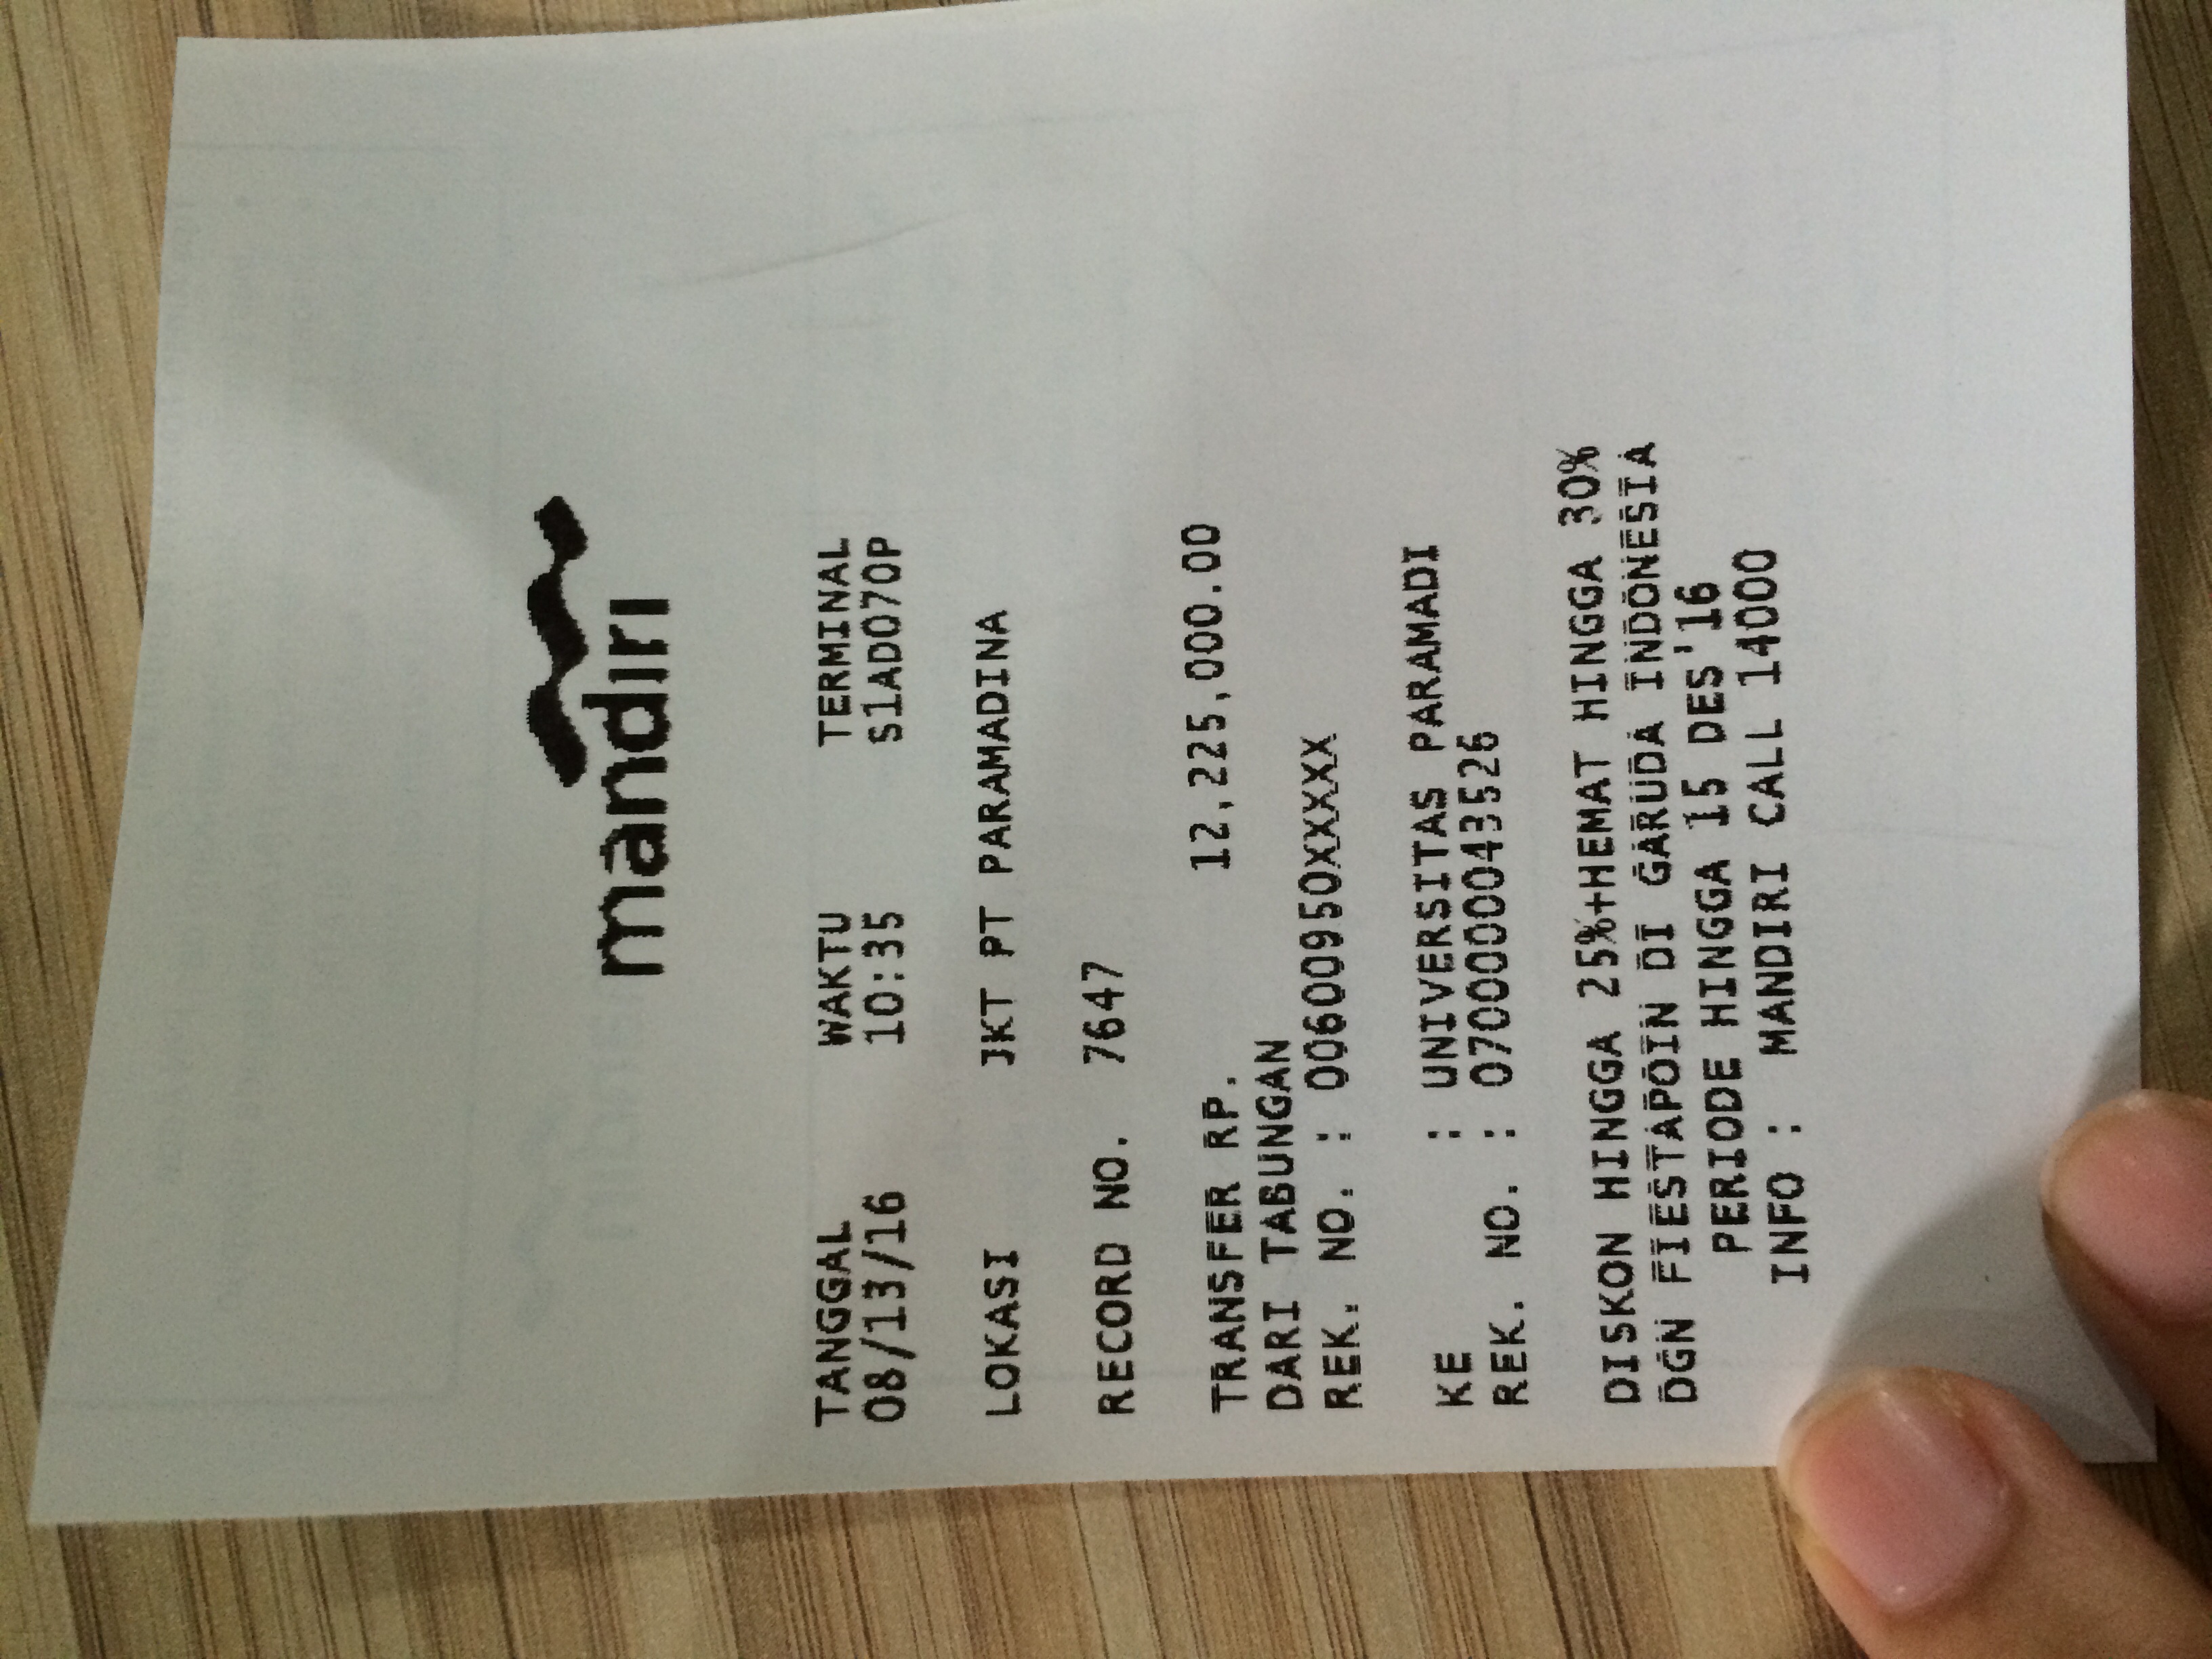 mandiri
TANGGAL WAKTU TERMINAL
08/13/16 10:35 S1AD070P
LOKASI JKT PT PARAMADINA
RECORD NO. 7647
TRANSFER RP. 12,225,000.00
DARI TABUNGAN
REK. NO. : 00600950XXXXX
KE : UNIVERSITAS PARAMADI
REK. NO. : 0700000043526
DISKON HINGGA 25%+HEMAT HINGGA 30%
DGN FIESTAPOIN DI GARUDA INDONESIA
PERIODE HINGGA 15 DES'16
INFO : MANDIRI CALL 14000